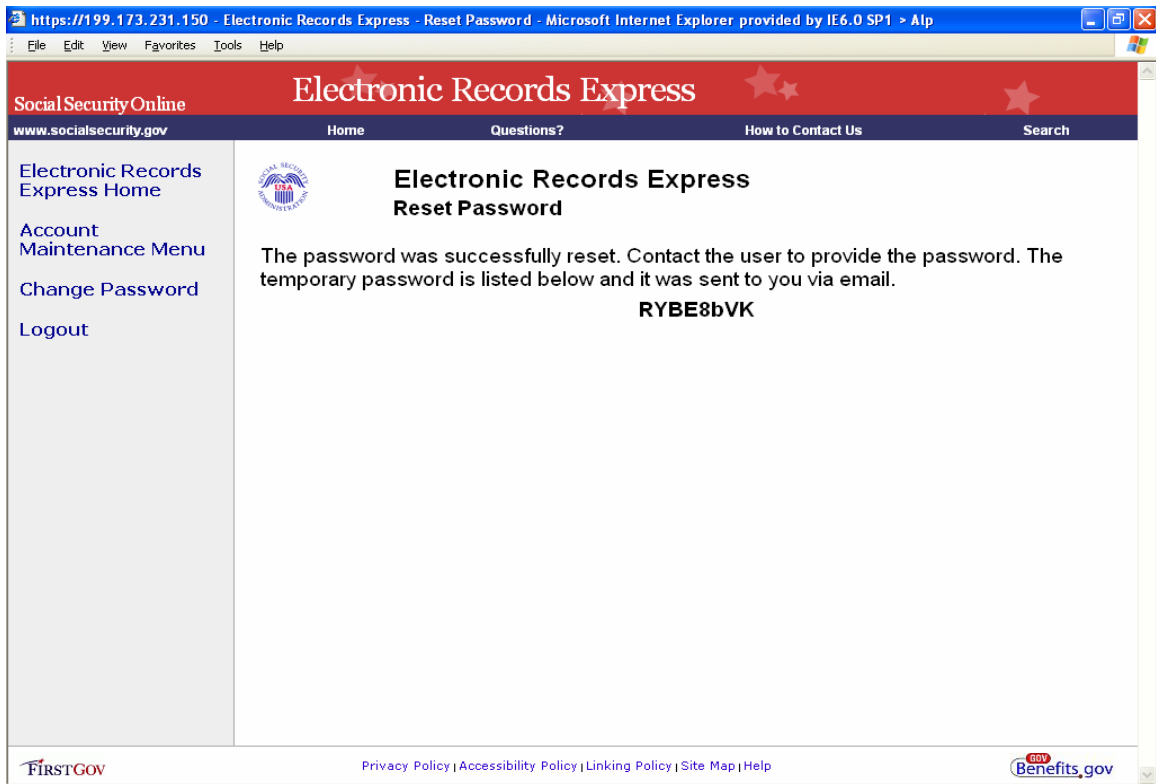 https://199.173.231.150 - Electronic Records Express - Reset Password - Microsoft Internet Explorer provided by IE6.0 SP1 > Alp
File Edit View Favorites Tools Help
Social Security Online
Electronic Records Express
www.socialsecurity.gov Home Questions? How to Contact Us Search
Electronic Records
Express Home
Account
Maintenance Menu
Change Password
Logout
SOCIAL SECURITY ADMINISTRATION
USA
Electronic Records Express
Reset Password
The password was successfully reset. Contact the user to provide the password. The
temporary password is listed below and it was sent to you via email.
RYBE8bVK
FIRSTGOV
Privacy Policy | Accessibility Policy | Linking Policy | Site Map | Help
GOV
Benefits.gov